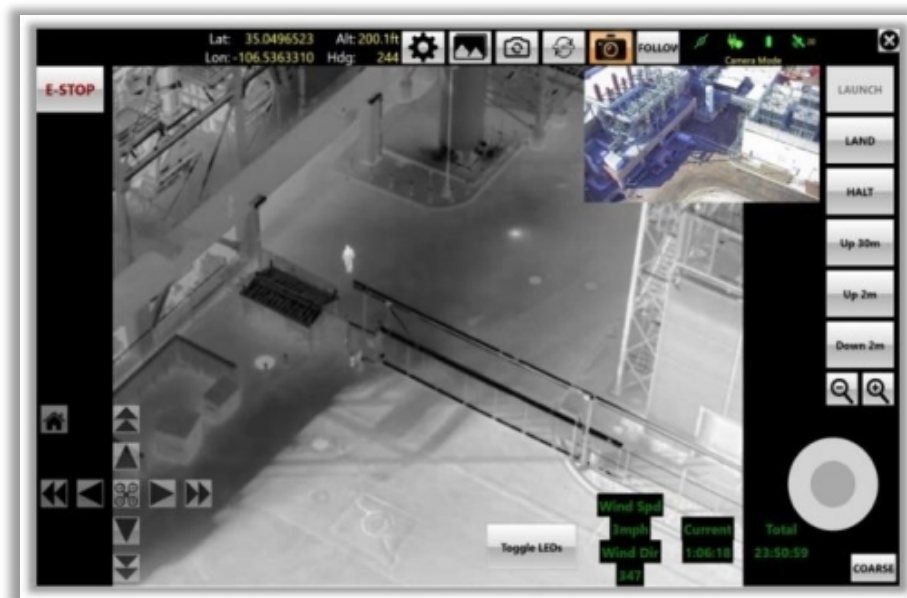 Lat: 35.0496523 Alt: 200.1ft
Lon: -106.5363310 Hdg: 244
FOLLOW
Camera Mode
E-STOP
LAUNCH
LAND
HALT
Up 30m
Up 2m
Down 2m
Wind Spd
3mph
Wind Dir
347
Current
1:06:18
Total
23:50:59
Toggle LEDs
COARSE